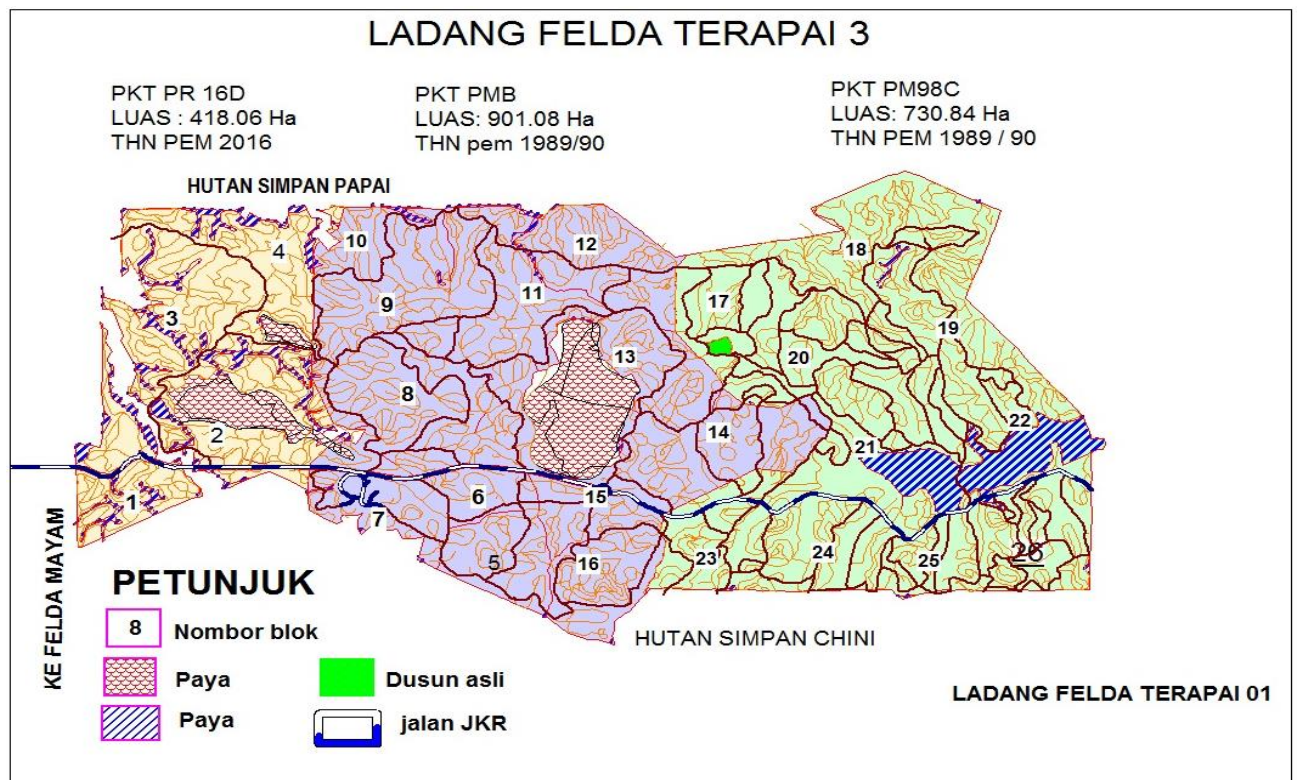 LADANG FELDA TERAPAI 3
PKT PR 16D
LUAS : 418.06 Ha
THN PEM 2016
PKT PMB
LUAS: 901.08 Ha
THN pem 1989/90
PKT PM98C
LUAS: 730.84 Ha
THN PEM 1989 / 90
HUTAN SIMPAN PAPAI
4
10
12
18
3
9
11
17
19
13
20
8
2
14
22
21
1
7
6
15
5
16
23
24
25
26
KE FELDA MAYAM
HUTAN SIMPAN CHINI
LADANG FELDA TERAPAI 01
PETUNJUK
8 Nombor blok
Paya
Dusun asli
Paya
jalan JKR